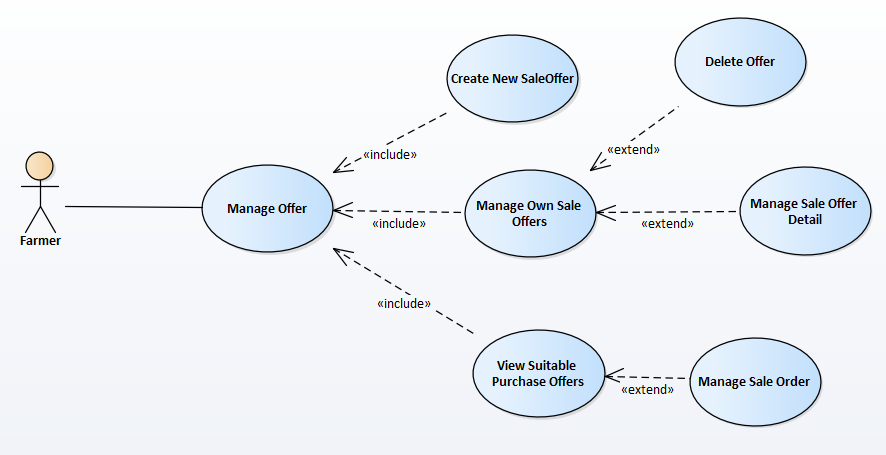 Create New SaleOffer
Delete Offer
«include»
«extend»
Manage Offer
Manage Own Sale
Offers
Manage Sale Offer
Detail
«include»
«extend»
Farmer
«include»
View Suitable
Purchase Offers
Manage Sale Order
«extend»